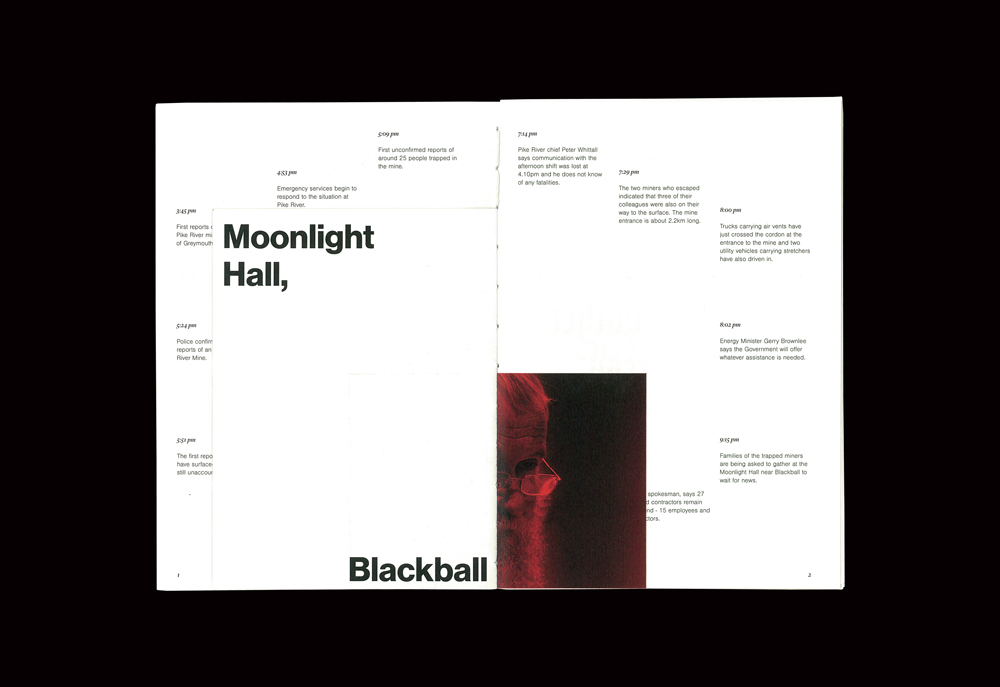 5:09 pm
First unconfirmed reports of
around 25 people trapped in
the mine.
4:53 pm
Emergency services begin to
respond to the situation at
Pike River.
3:45 pm
First reports
Pike River
of Greymouth
Moonlight
Hall,
5:24 pm
Police
reports of an
River Mine.
5:51 pm
The first
have
still
Blackball
1
7:14 pm
Pike River chief Peter Whittall
says communication with the
afternoon shift was lost at
4.10pm and he does not know
of any fatalities.
7:29 pm
The two miners who escaped
indicated that three of their
colleagues were also on their
way to the surface. The mine
entrance is about 2.2km long.
8:00 pm
Trucks carrying air vents have
just crossed the cordon at the
entrance to the mine and two
utility vehicles carrying stretchers
have also driven in.
8:02 pm
Energy Minister Gerry Brownlee
says the Government will offer
whatever assistance is needed.
9:15 pm
Families of the trapped miners
are being asked to gather at the
Moonlight Hall near Blackball to
wait for news.
spokesman, says 27
contractors remain
- 15 employees and
2